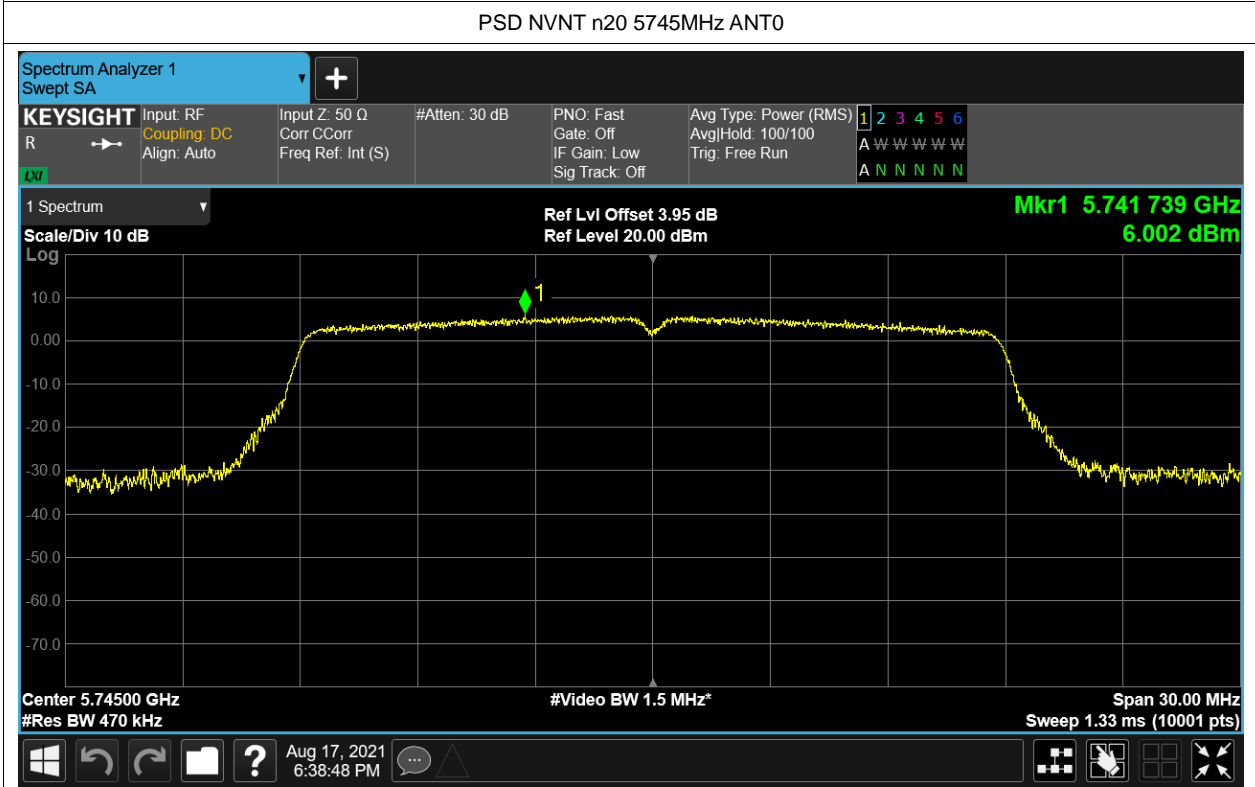 PSD NVNT n20 5745MHz ANT0
Spectrum Analyzer 1
Swept SA
KEYSIGHT
R
LXI
Input: RF
Coupling: DC
Align: Auto
Input Z: 50 Ω
Corr CCorr
Freq Ref: Int (S)
#Atten: 30 dB
PNO: Fast
Gate: Off
IF Gain: Low
Sig Track: Off
Avg Type: Power (RMS)
Avg|Hold: 100/100
Trig: Free Run
1 2 3 4 5 6
A W W W W W
A N N N N N
1 Spectrum
Scale/Div 10 dB
Ref Lvl Offset 3.95 dB
Ref Level 20.00 dBm
Mkr1 5.741 739 GHz
6.002 dBm
Log
1
10.0
0.00
-10.0
-20.0
-30.0
-40.0
-50.0
-60.0
-70.0
Center 5.74500 GHz
#Video BW 1.5 MHz*
Span 30.00 MHz
#Res BW 470 kHz
Sweep 1.33 ms (10001 pts)
?
Aug 17, 2021
6:38:48 PM